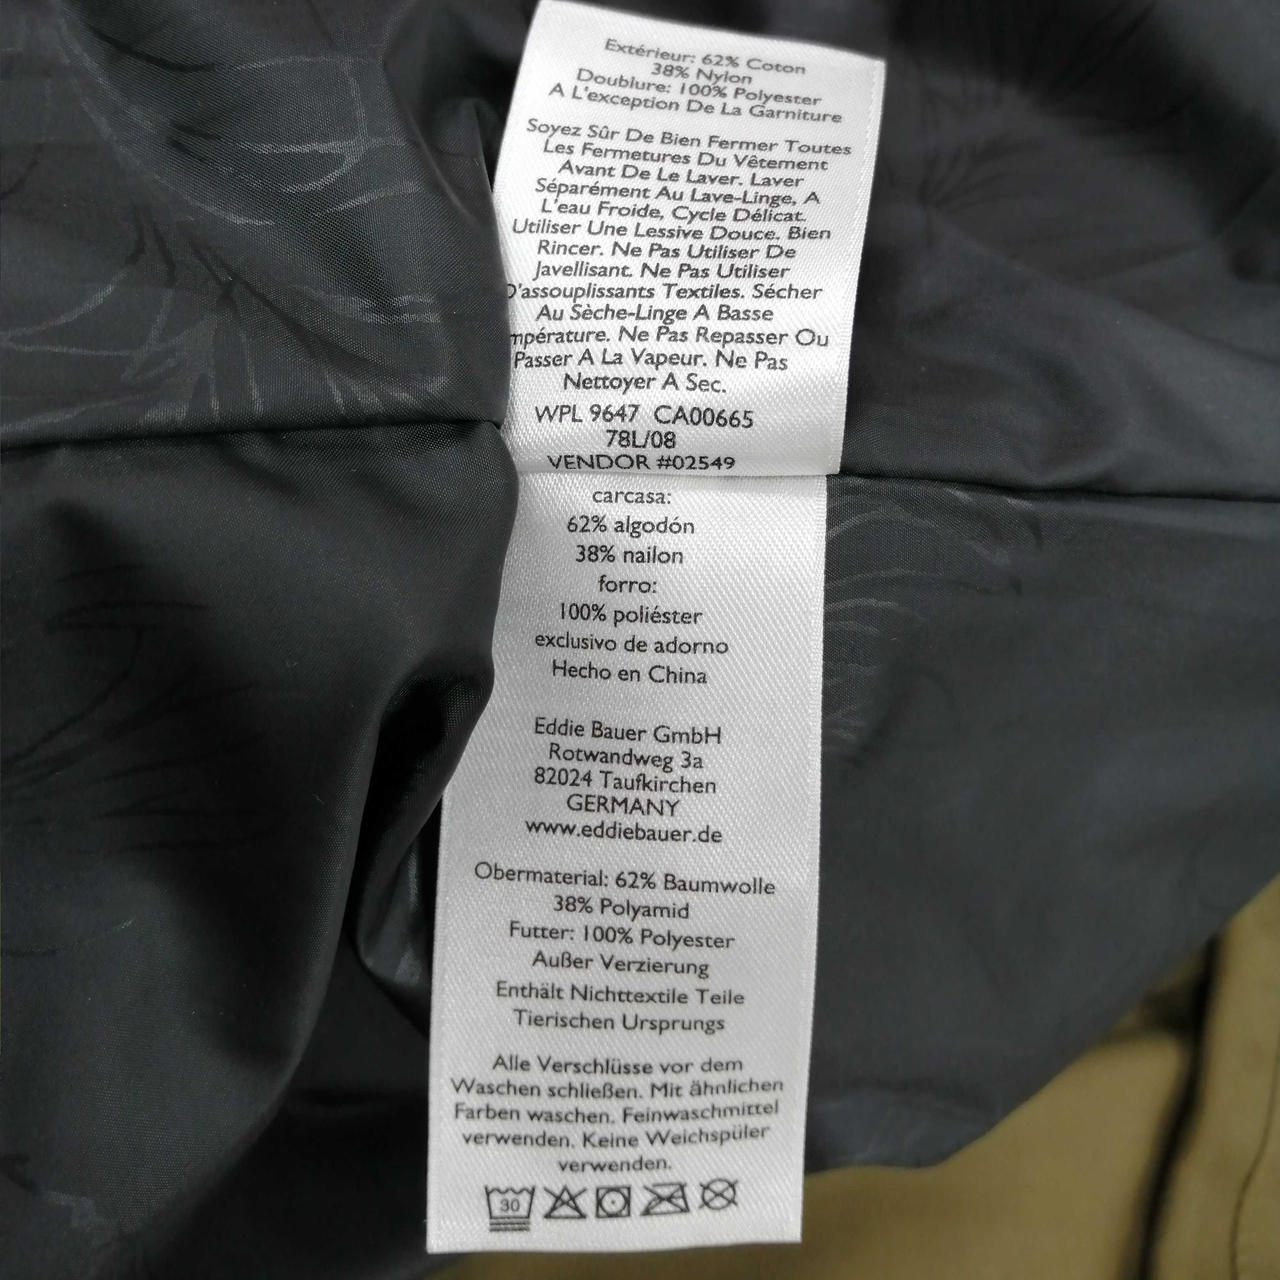 Extérieur: 62% Coton
38% Nylon
Doublure: 100% Polyester
A L'exception De La Garniture
Soyez Sûr De Bien Fermer Toutes
Les Fermetures Du Vêtement
Avant De Le Laver. Laver
Séparément Au Lave-Linge, A
L'eau Froide, Cycle Délicat.
Utiliser Une Lessive Douce. Bien
Rincer. Ne Pas Utiliser De
Javellisant. Ne Pas Utiliser
D'assouplissants Textiles. Sécher
Au Sèche-Linge A Basse
mpérature. Ne Pas Repasser Ou
Passer A La Vapeur. Ne Pas
Nettoyer A Sec.
WPL 9647 CA00665
78L/08
VENDOR #02549
carcasa:
62% algodón
38% nailon
forro:
100% poliéster
exclusivo de adorno
Hecho en China
Eddie Bauer GmbH
Rotwandweg 3a
82024 Taufkirchen
GERMANY
www.eddiebauer.de
Obermaterial: 62% Baumwolle
38% Polyamid
Futter: 100% Polyester
Außer Verzierung
Enthält Nichttextile Teile
Tierischen Ursprungs
Alle Verschlüsse vor dem
Waschen schließen. Mit ähnlichen
Farben waschen. Feinwaschmittel
verwenden. Keine Weichspüler
verwenden.
30